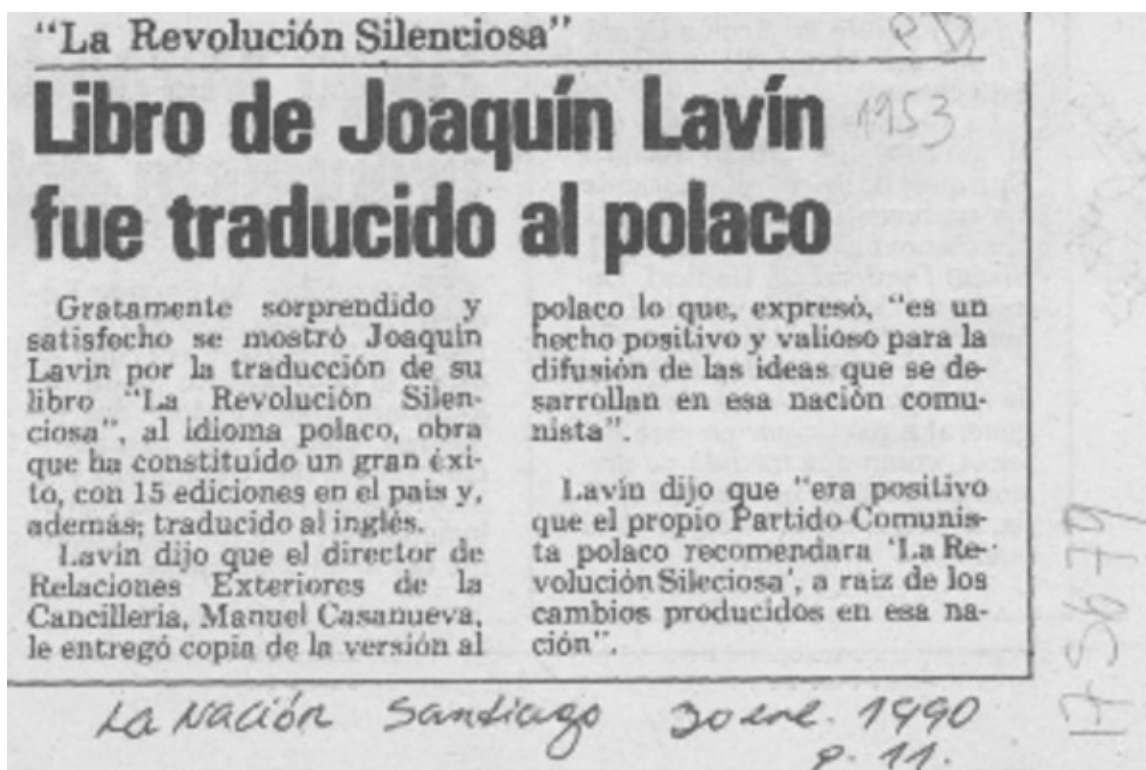 “La Revolución Silenciosa”
Libro de Joaquín Lavín
fue traducido al polaco
Gratamente sorprendido y
satisfecho se mostró Joaquín
Lavin por la traducción de su
libro “La Revolución Silen-
ciosa”, al idioma polaco, obra
que ha constituído un gran éxi-
to, con 15 ediciones en el pais y,
además; traducido al inglés.
Lavín dijo que el director de
Relaciones Exteriores de la
Cancilleria, Manuel Casanueva,
le entregó copia de la versión al
polaco lo que, expresó, “es un
hecho positivo y valioso para la
difusión de las ideas que se de-
sarrollan en esa nación comu-
nista”.
Lavín dijo que “era positivo
que el propio Partido Comunis-
ta polaco recomendara ‘La Re-
volución Sileciosa’, a raiz de los
cambios producidos en esa na-
ción”.
1953
La Nación Santiago 30 ene. 1990
p. 11.